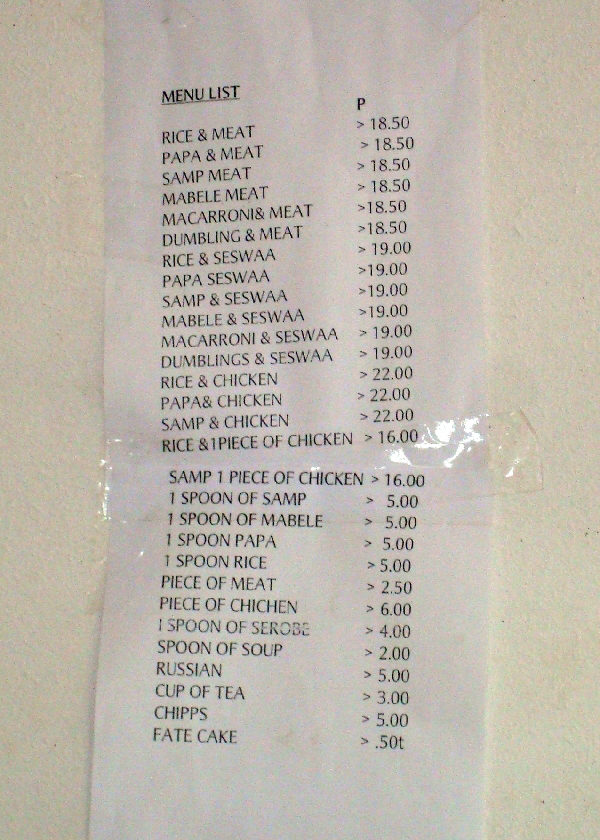 MENU LIST
P
RICE & MEAT > 18.50
PAPA & MEAT > 18.50
SAMP MEAT > 18.50
MABELE MEAT > 18.50
MACARRONI& MEAT >18.50
DUMBLING & MEAT >18.50
RICE & SESWAA > 19.00
PAPA SESWAA >19.00
SAMP & SESWAA >19.00
MABELE & SESWAA >19.00
MACARRONI & SESWAA > 19.00
DUMBLINGS & SESWAA > 19.00
RICE & CHICKEN > 22.00
PAPA& CHICKEN > 22.00
SAMP & CHICKEN > 22.00
RICE &1PIECE OF CHICKEN > 16.00
SAMP 1 PIECE OF CHICKEN > 16.00
1 SPOON OF SAMP > 5.00
1 SPOON OF MABELE > 5.00
1 SPOON PAPA > 5.00
1 SPOON RICE > 5.00
PIECE OF MEAT > 2.50
PIECE OF CHICHEN > 6.00
1 SPOON OF SEROBE > 4.00
SPOON OF SOUP > 2.00
RUSSIAN > 5.00
CUP OF TEA > 3.00
CHIPPS > 5.00
FATE CAKE > .50t